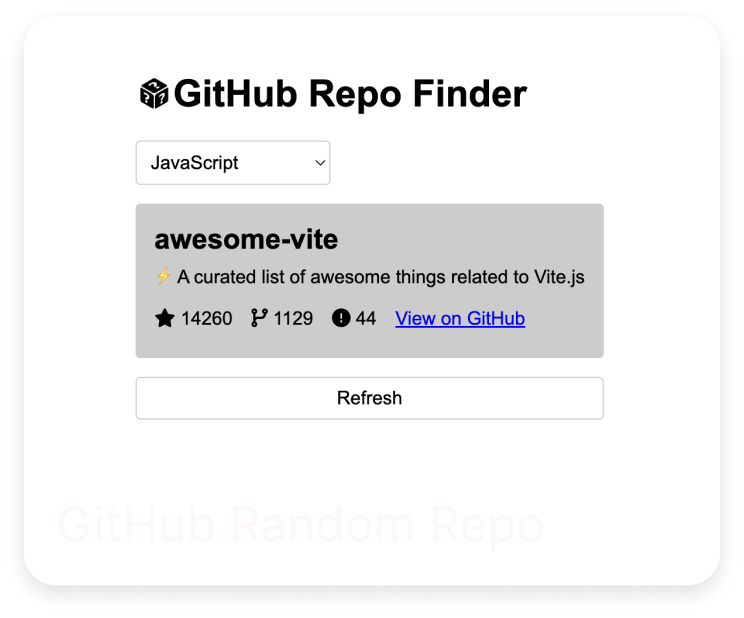 GitHub Repo Finder
JavaScript
awesome-vite
⚡ A curated list of awesome things related to Vite.js
14260 1129 44 View on GitHub
Refresh
GitHub Random Repo